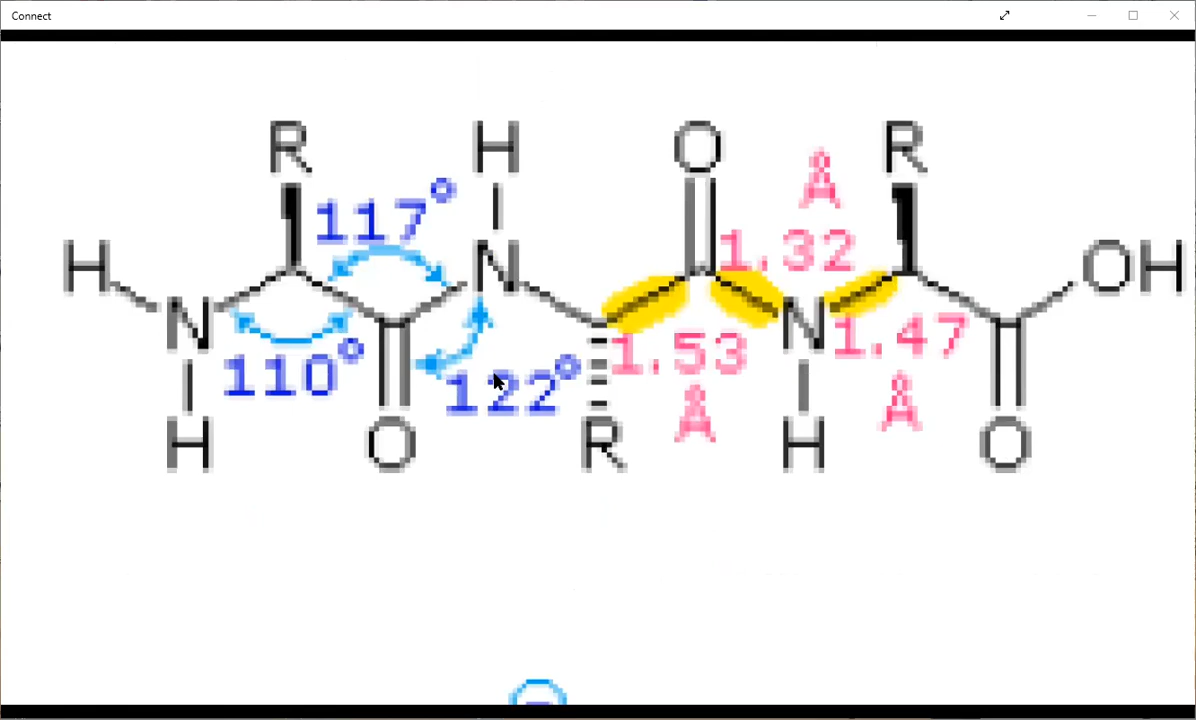 Connect
R H O Å R
117°
1.32
H N OH
N N
110° 122° 1.53 1.47
Å Å
H O R H O